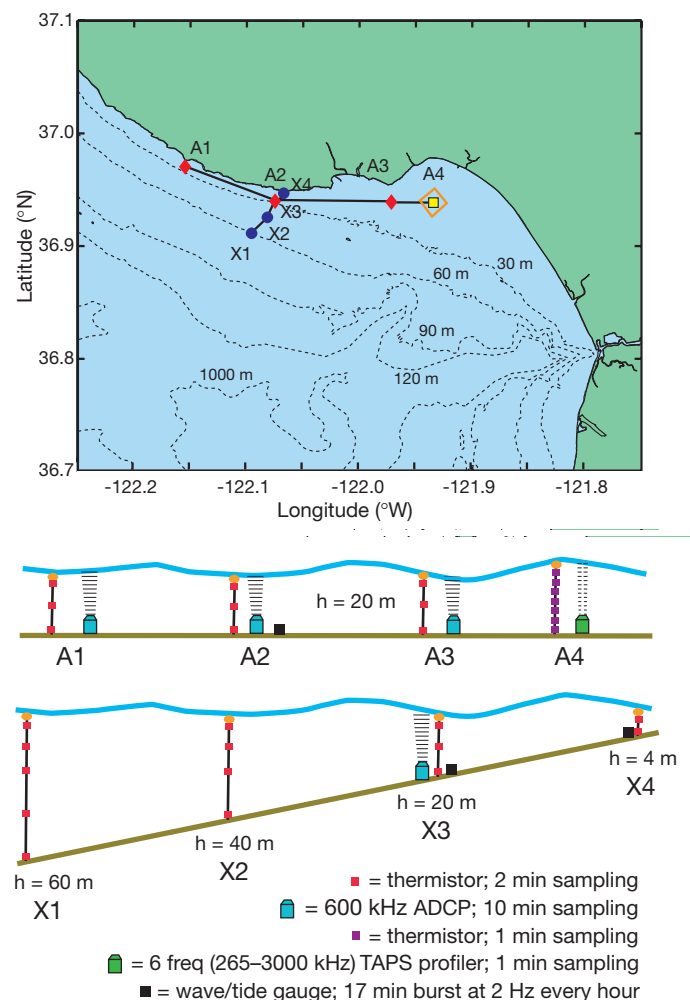 37.1
37.0
36.9
36.8
36.7
Latitude (°N)
A1
A2
A3
A4
X4
X3
X2
X1
30 m
60 m
90 m
120 m
1000 m
-122.2
-122.1
-122.0
-121.9
-121.8
Longitude (°W)
h = 20 m
A1
A2
A3
A4
h = 4 m
X4
h = 20 m
X3
h = 40 m
X2
h = 60 m
X1
= thermistor; 2 min sampling
= 600 kHz ADCP; 10 min sampling
= thermistor; 1 min sampling
= 6 freq (265–3000 kHz) TAPS profiler; 1 min sampling
= wave/tide gauge; 17 min burst at 2 Hz every hour